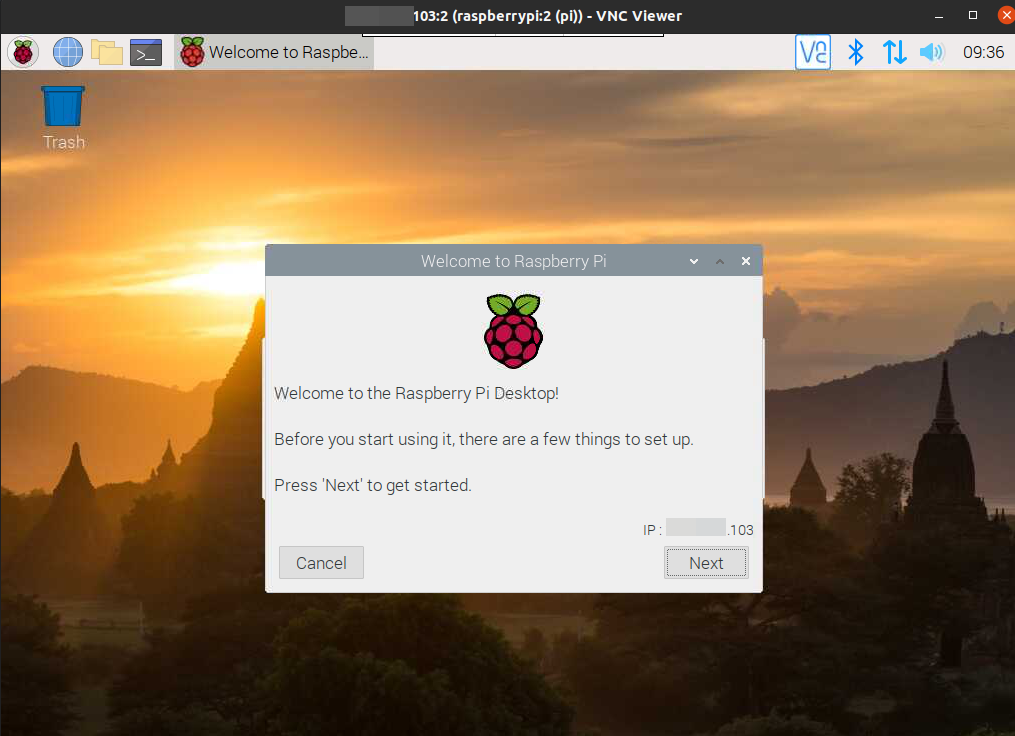 103:2 (raspberrypi:2 (pi)) - VNC Viewer
Welcome to Raspbe...
09:36
Trash
Welcome to Raspberry Pi
Welcome to the Raspberry Pi Desktop!
Before you start using it, there are a few things to set up.
Press 'Next' to get started.
IP : .103
Cancel
Next